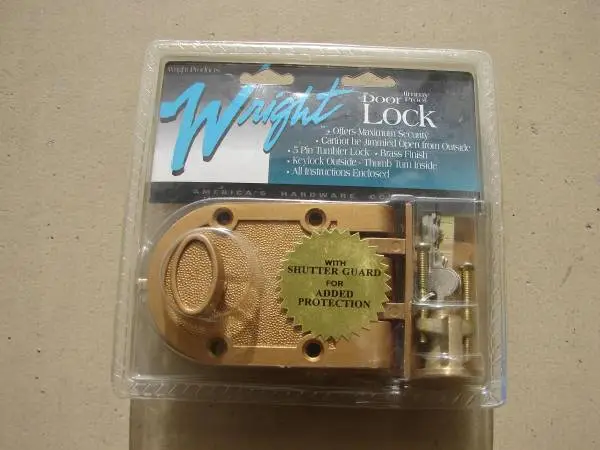 Wright Products
Wright
Jimmy
Door Proof
Lock
• Offers Maximum Security
• Cannot be Jimmied Open from Outside
• 5 Pin Tumbler Lock • Brass Finish
• Keylock Outside - Thumb Turn Inside
• All Instructions Enclosed
AMERICA'S HARDWARE
WITH
SHUTTER GUARD
FOR
ADDED
PROTECTION